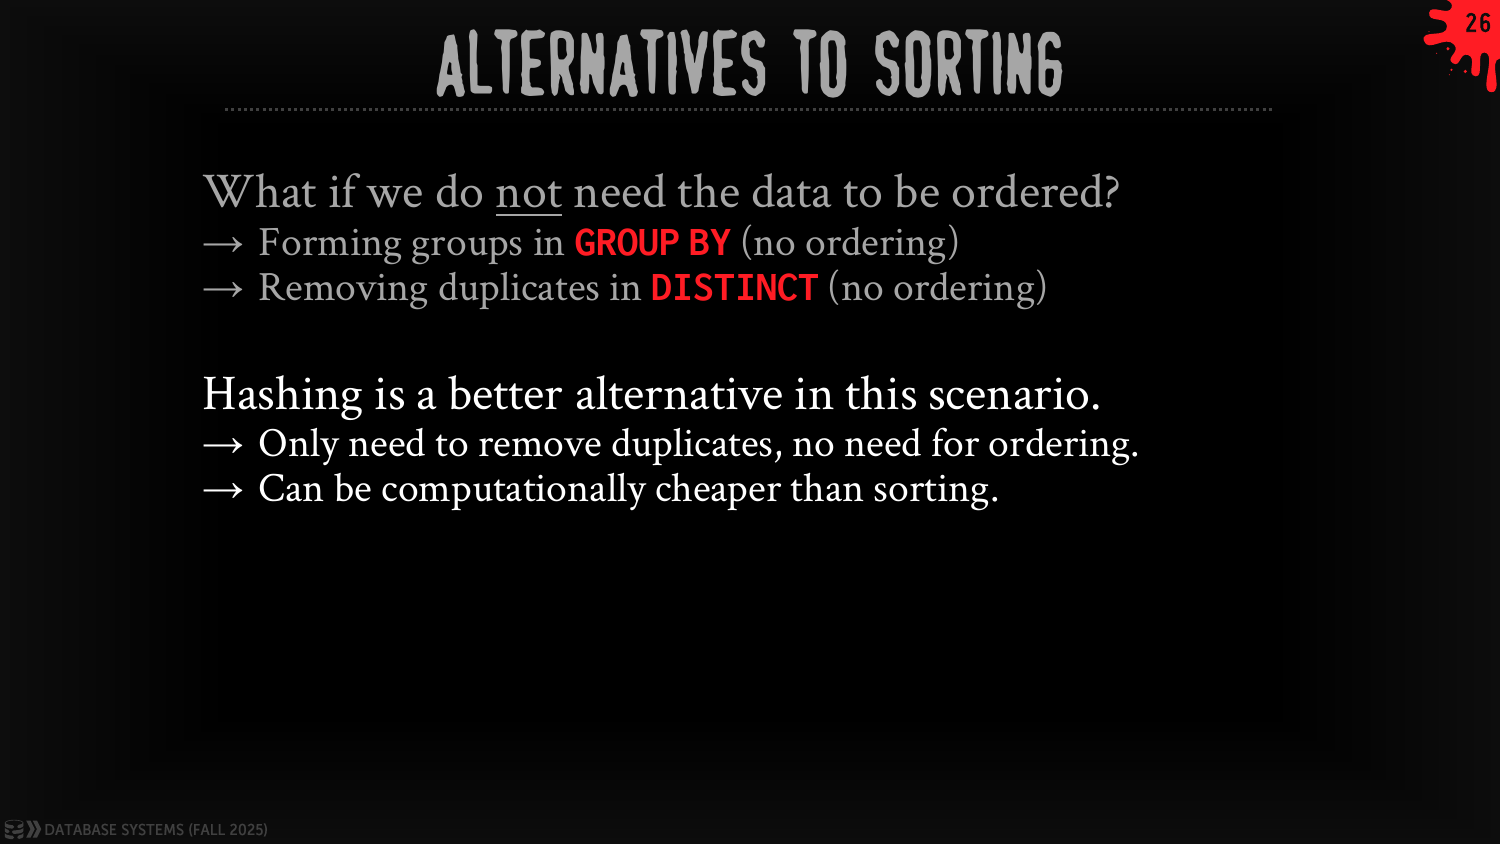 26
ALTERNATIVES TO SORTING
What if we do not need the data to be ordered?
→ Forming groups in GROUP BY (no ordering)
→ Removing duplicates in DISTINCT (no ordering)
Hashing is a better alternative in this scenario.
→ Only need to remove duplicates, no need for ordering.
→ Can be computationally cheaper than sorting.
DATABASE SYSTEMS (FALL 2025)